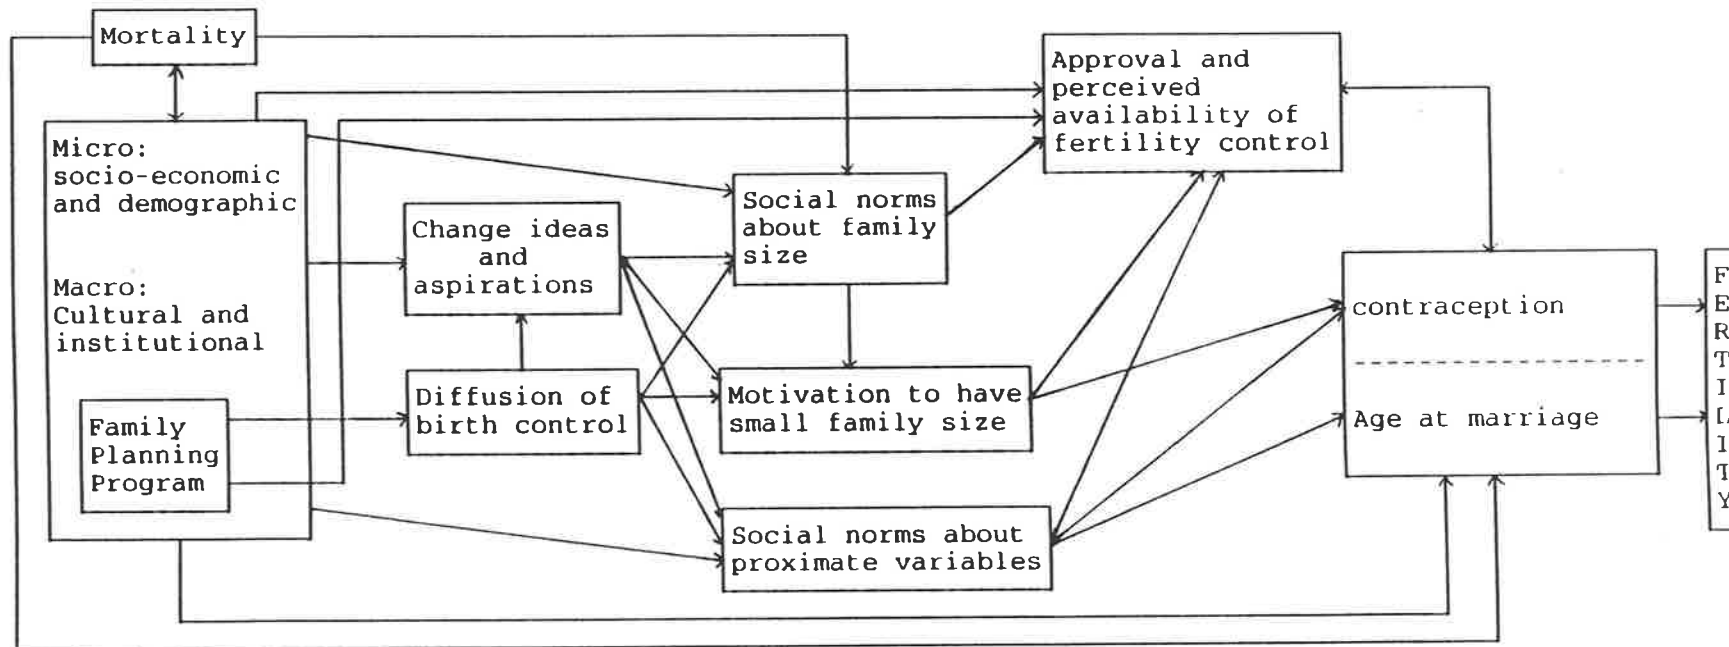 Mortality
Micro:
socio-economic
and demographic
Macro:
Cultural and
institutional
Family
Planning
Program
Change ideas
and
aspirations
Diffusion of
birth control
Social norms
about family
size
Motivation to have
small family size
Social norms about
proximate variables
Approval and
perceived
availability of
fertility control
contraception
Age at marriage
F
E
R
T
I
I
T
Y